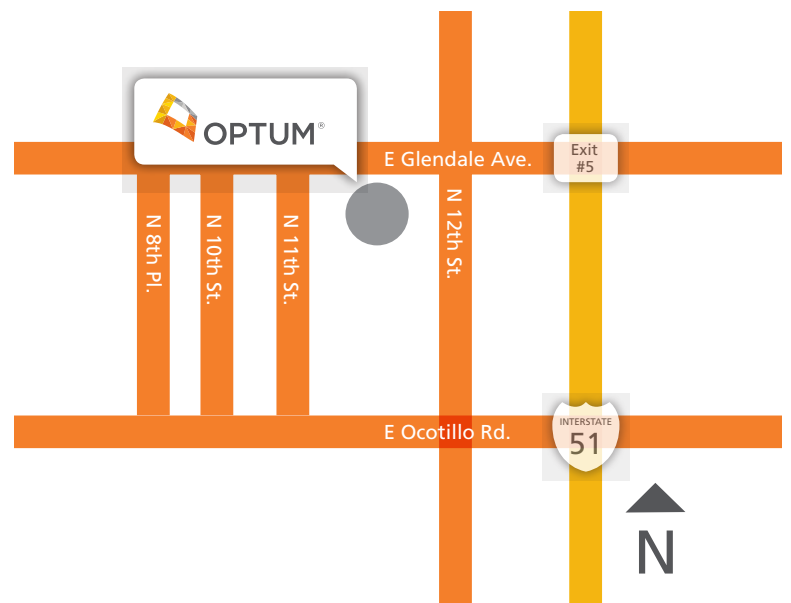 OPTUM®
E Glendale Ave.
Exit
#5
N 8th Pl.
N 10th St.
N 11th St.
N 12th St.
E Ocotillo Rd.
INTERSTATE
51
N